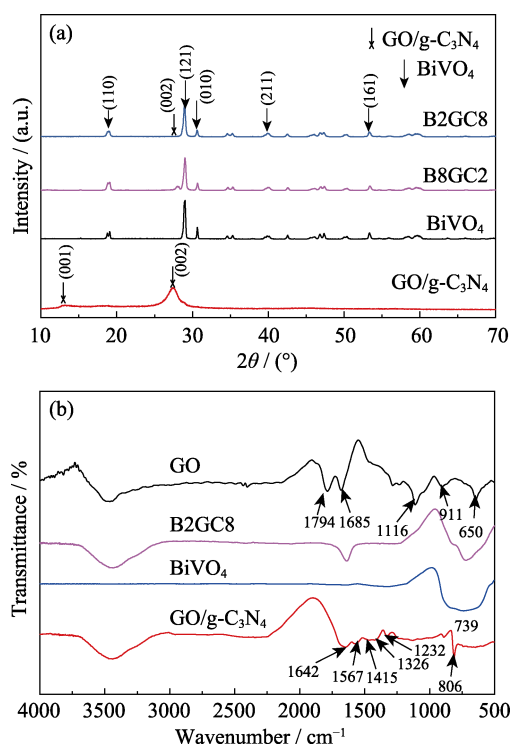 (a)
GO/g-C₃N₄
BiVO₄
(110)
(002)
(121)
(010)
(211)
(161)
B2GC8
B8GC2
BiVO₄
(001)
(002)
GO/g-C₃N₄
Intensity / (a.u.)
10 20 30 40 50 60 70
2θ / (°)
(b)
GO
1794 1685 1116 911 650
B2GC8
BiVO₄
GO/g-C₃N₄
739
1642 1567 1415 1326 1232 806
Transmittance / %
4000 3500 3000 2500 2000 1500 1000 500
Wavenumber / cm⁻¹